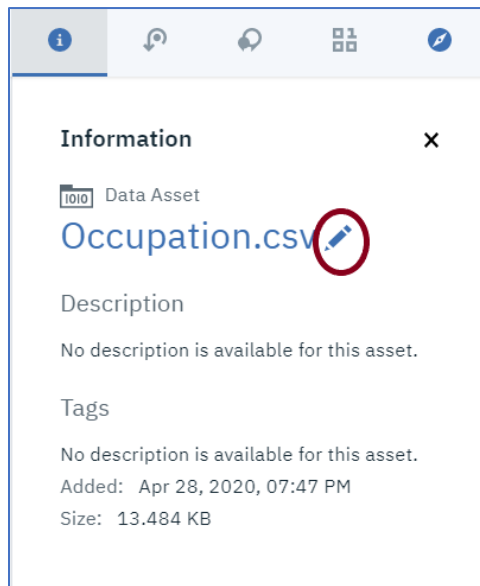 Information
Data Asset
Occupation.csv
Description
No description is available for this asset.
Tags
No description is available for this asset.
Added: Apr 28, 2020, 07:47 PM
Size: 13.484 KB